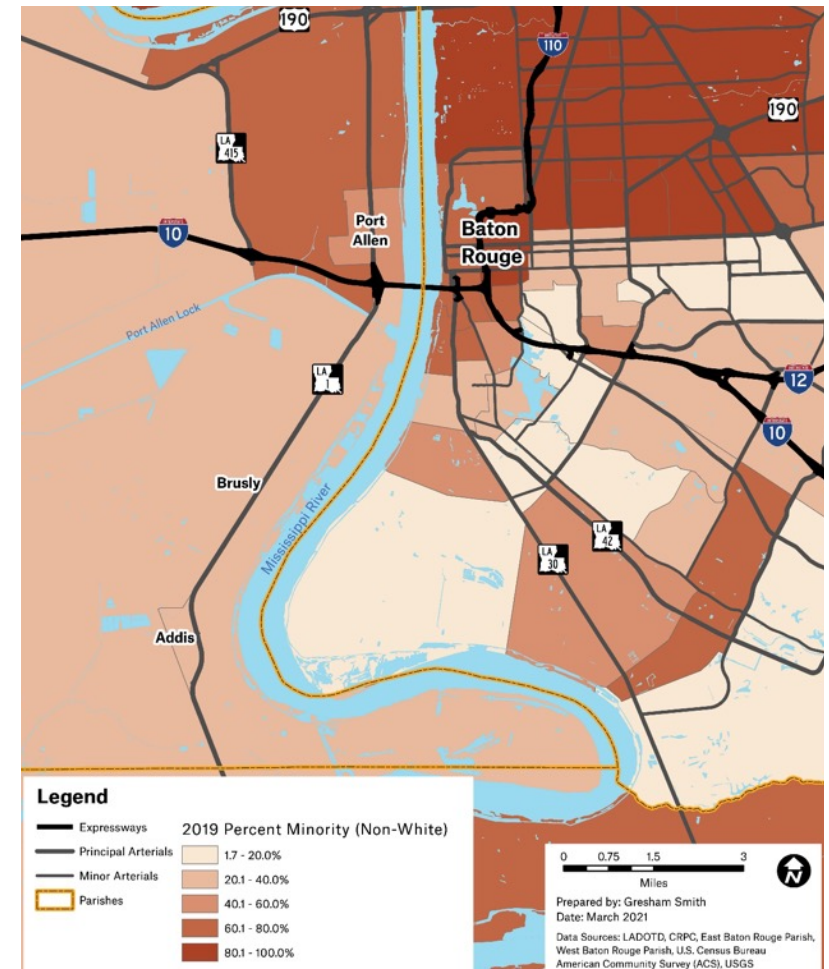 190
110
190
LA
415
Port
Allen
Baton
Rouge
10
Port Allen Lock
LA
1
12
10
Brusly
Mississippi River
LA
42
LA
30
Addis
Legend
Expressways
Principal Arterials
Minor Arterials
Parishes
2019 Percent Minority (Non-White)
1.7 - 20.0%
20.1 - 40.0%
40.1 - 60.0%
60.1 - 80.0%
80.1 - 100.0%
0 0.75 1.5 3
Miles
N
Prepared by: Gresham Smith
Date: March 2021
Data Sources: LADOTD, CRPC, East Baton Rouge Parish,
West Baton Rouge Parish, U.S. Census Bureau
American Community Survey (ACS), USGS